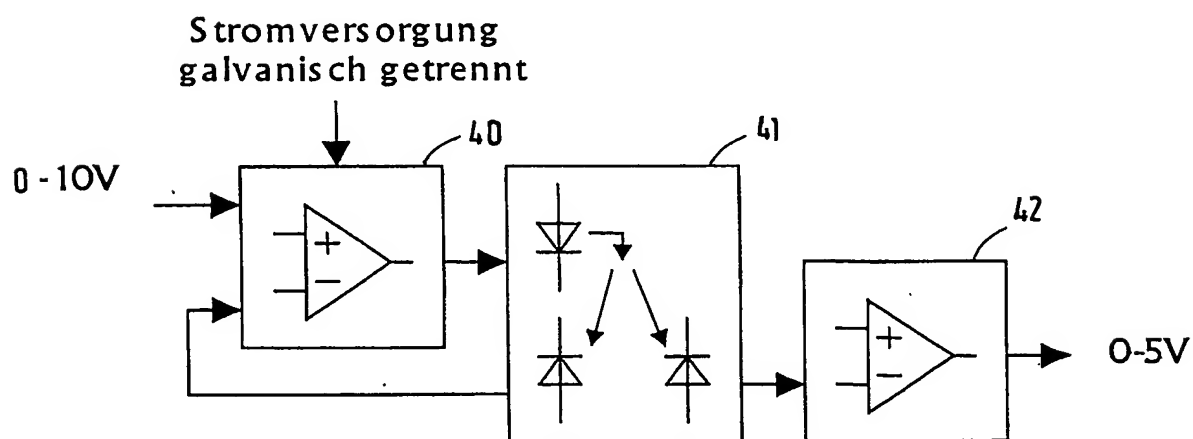 Stromversorgung
galvanisch getrennt
40
41
0-10V
42
+
-
+
-
0-5V